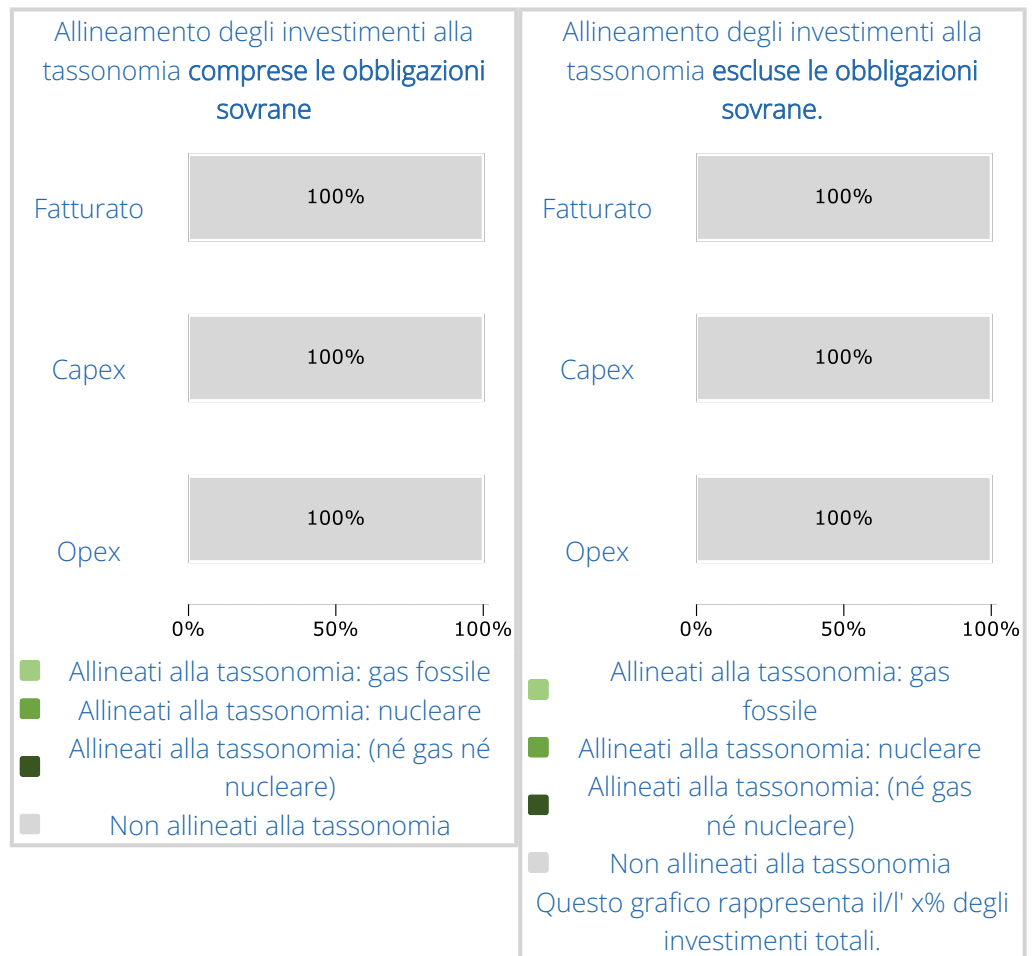 Allineamento degli investimenti alla
tassonomia comprese le obbligazioni
sovrane
Fatturato
100%
Capex
100%
Opex
100%
0%
50%
100%
Allineati alla tassonomia: gas fossile
Allineati alla tassonomia: nucleare
Allineati alla tassonomia: (né gas né
nucleare)
Non allineati alla tassonomia
Allineamento degli investimenti alla
tassonomia escluse le obbligazioni
sovrane.
Fatturato
100%
Capex
100%
Opex
100%
0%
50%
100%
Allineati alla tassonomia: gas
fossile
Allineati alla tassonomia: nucleare
Allineati alla tassonomia: (né gas
né nucleare)
Non allineati alla tassonomia
Questo grafico rappresenta il/l' x% degli
investimenti totali.